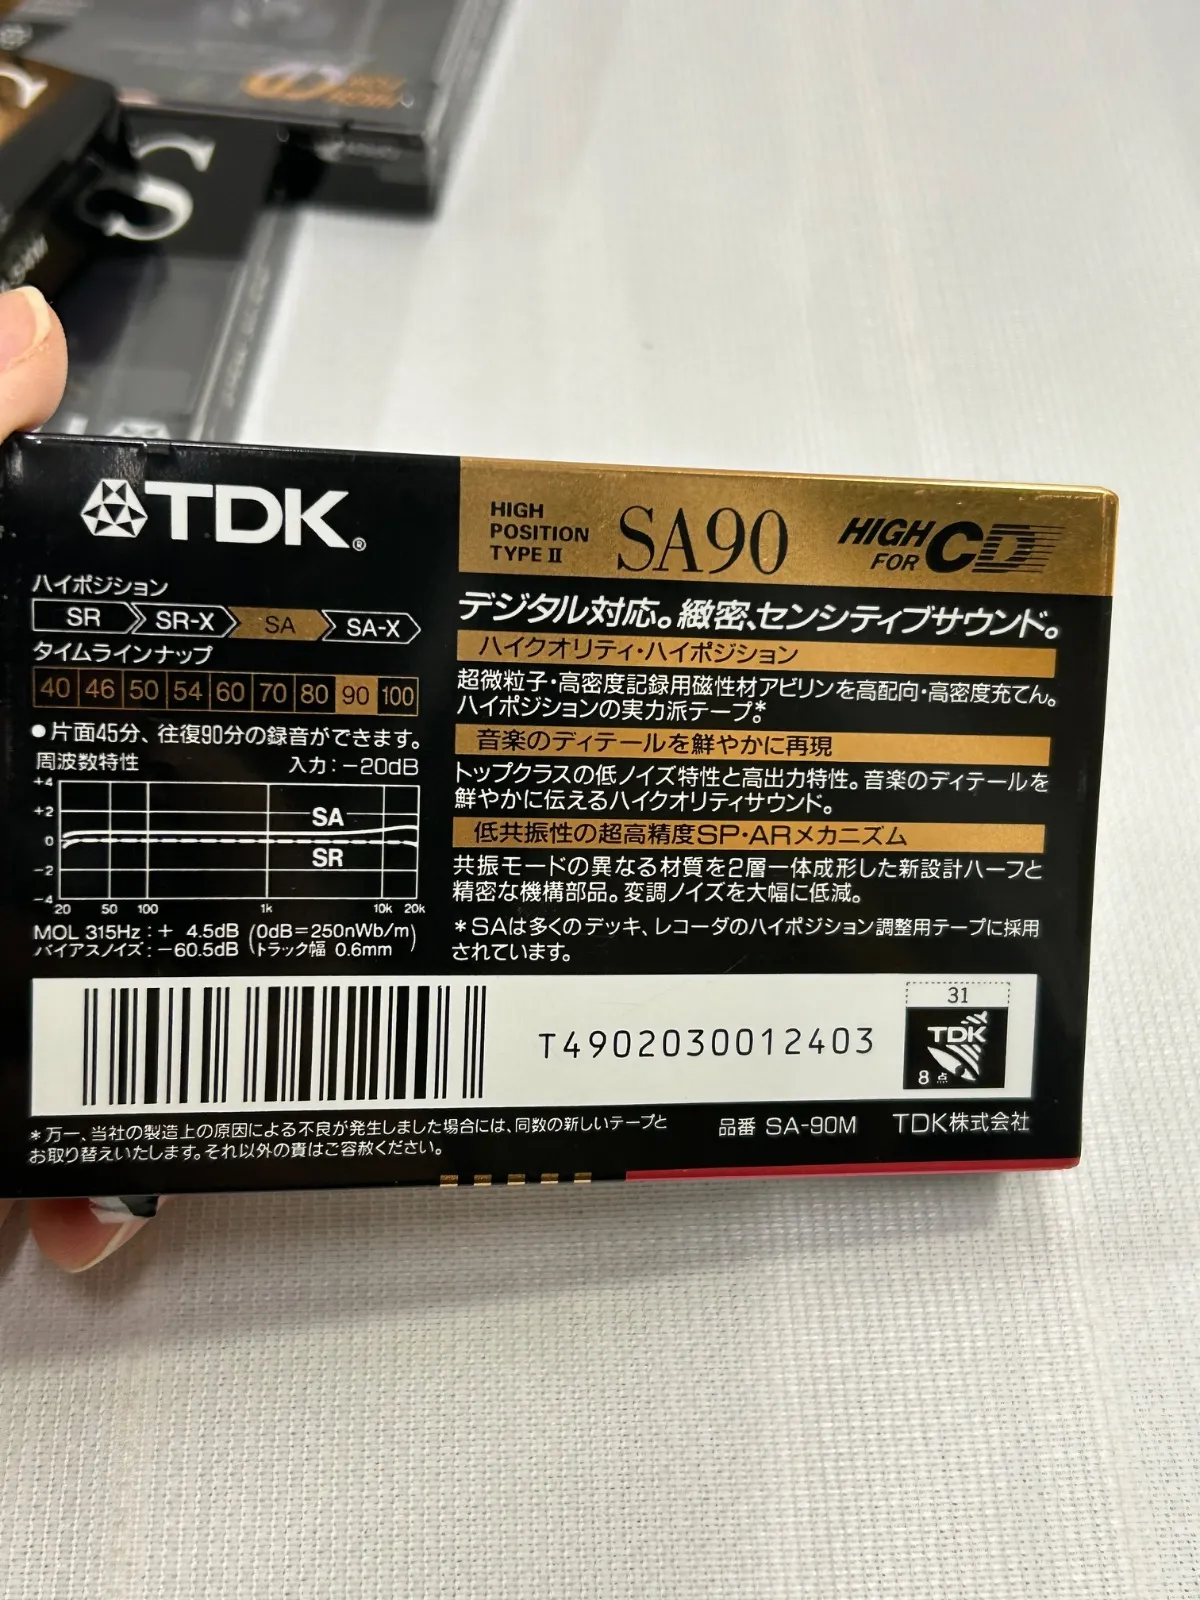 S
TDK®
HIGH
POSITION
TYPE II
SA90
HIGH
FOR CD
ハイポジション
SR SR-X SA SA-X
タイムラインナップ
40 46 50 54 60 70 80 90 100
●片面45分、往復90分の録音ができます。
周波数特性 入力:−20dB
+4
+2
0
−2
−4
SA
SR
20 50 100 1k 10k 20k
MOL 315Hz:+ 4.5dB (0dB=250nWb/m)
バイアスノイズ:−60.5dB (トラック幅 0.6mm)
デジタル対応。緻密、センシティブサウンド。
ハイクオリティ・ハイポジション
超微粒子・高密度記録用磁性材アビリンを高配向・高密度充てん。
ハイポジションの実力派テープ。*
音楽のディテールを鮮やかに再現
トップクラスの低ノイズ特性と高出力特性。音楽のディテールを
鮮やかに伝えるハイクオリティサウンド。
低共振性の超高精度SP・ARメカニズム
共振モードの異なる材質を2層一体成形した新設計ハーフと
精密な機構部品。変調ノイズを大幅に低減。
*SAは多くのデッキ、レコーダのハイポジション調整用テープに採用
されています。
T4902030012403
31
TDK
8点
*万一、当社の製造上の原因による不良が発生しました場合には、同数の新しいテープと
お取り替えいたします。それ以外の責はご容赦ください。
品番 SA-90M TDK株式会社